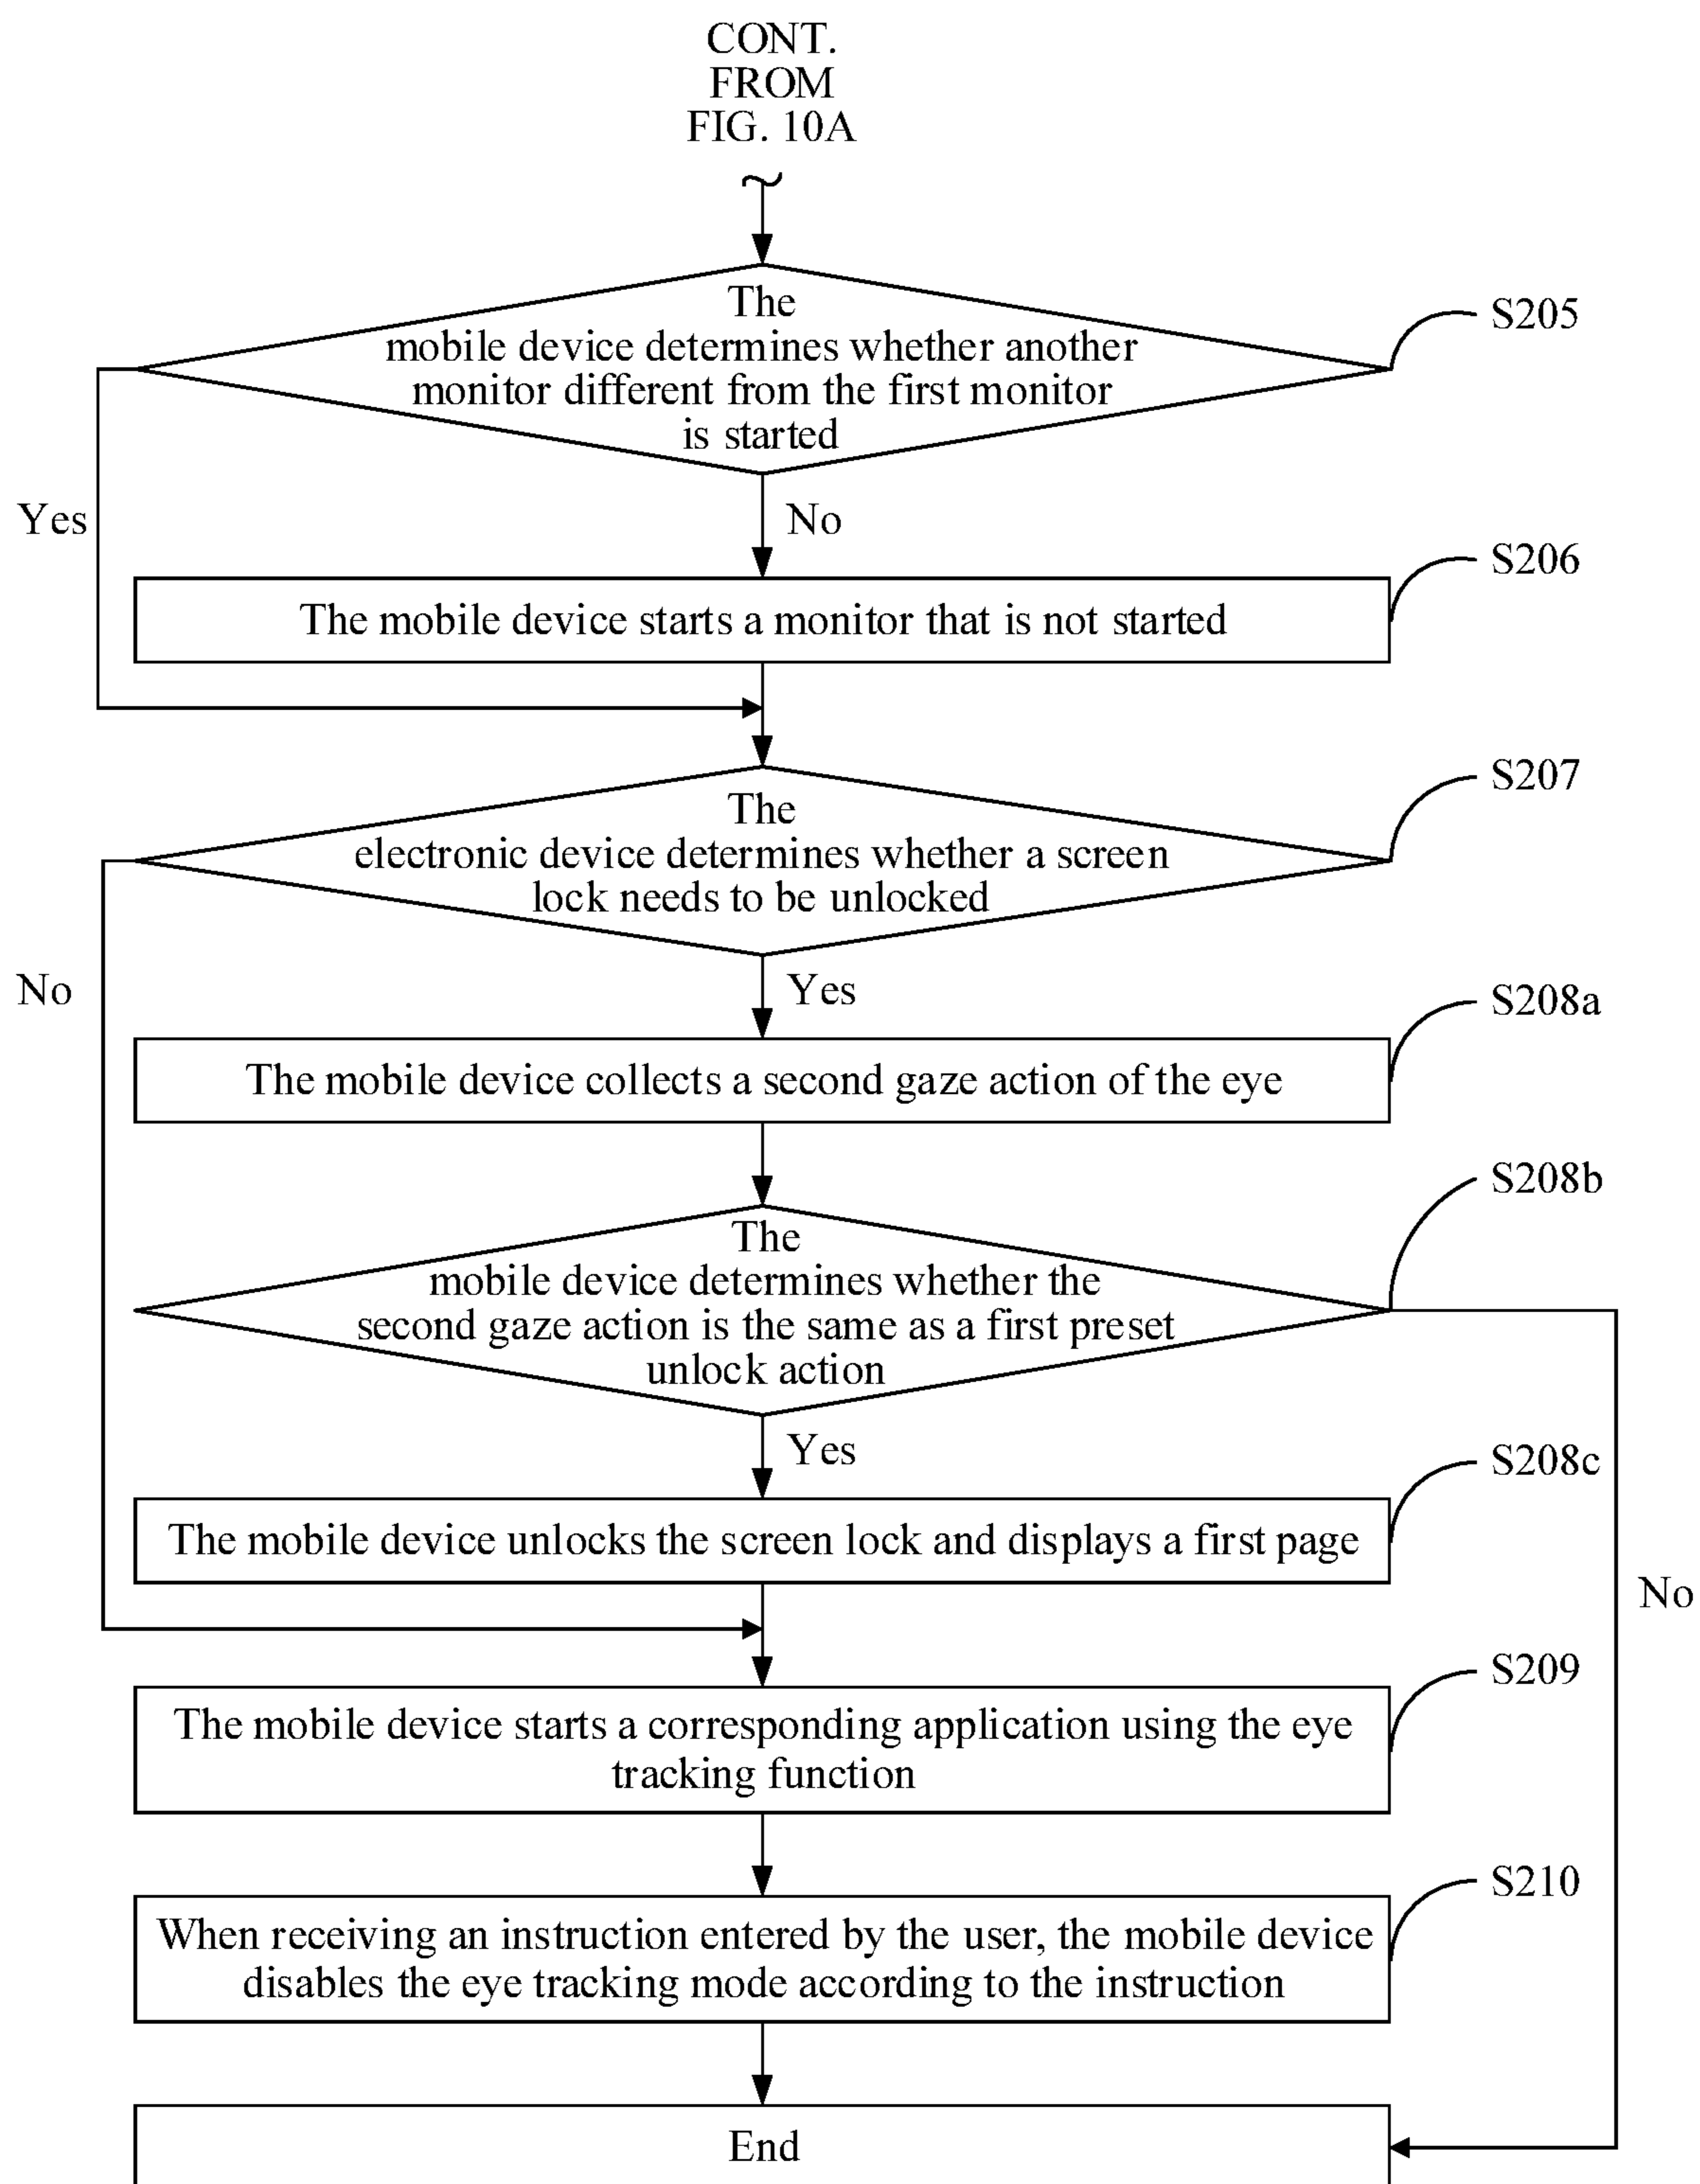 CONT.
FROM
FIG. 10A
The
mobile device determines whether another
monitor different from the first monitor
is started
S205
Yes
No
S206
The mobile device starts a monitor that is not started
The
electronic device determines whether a screen
lock needs to be unlocked
S207
No
Yes
S208a
The mobile device collects a second gaze action of the eye
S208b
The
mobile device determines whether the
second gaze action is the same as a first preset
unlock action
Yes
S208c
The mobile device unlocks the screen lock and displays a first page
No
S209
The mobile device starts a corresponding application using the eye
tracking function
S210
When receiving an instruction entered by the user, the mobile device
disables the eye tracking mode according to the instruction
End